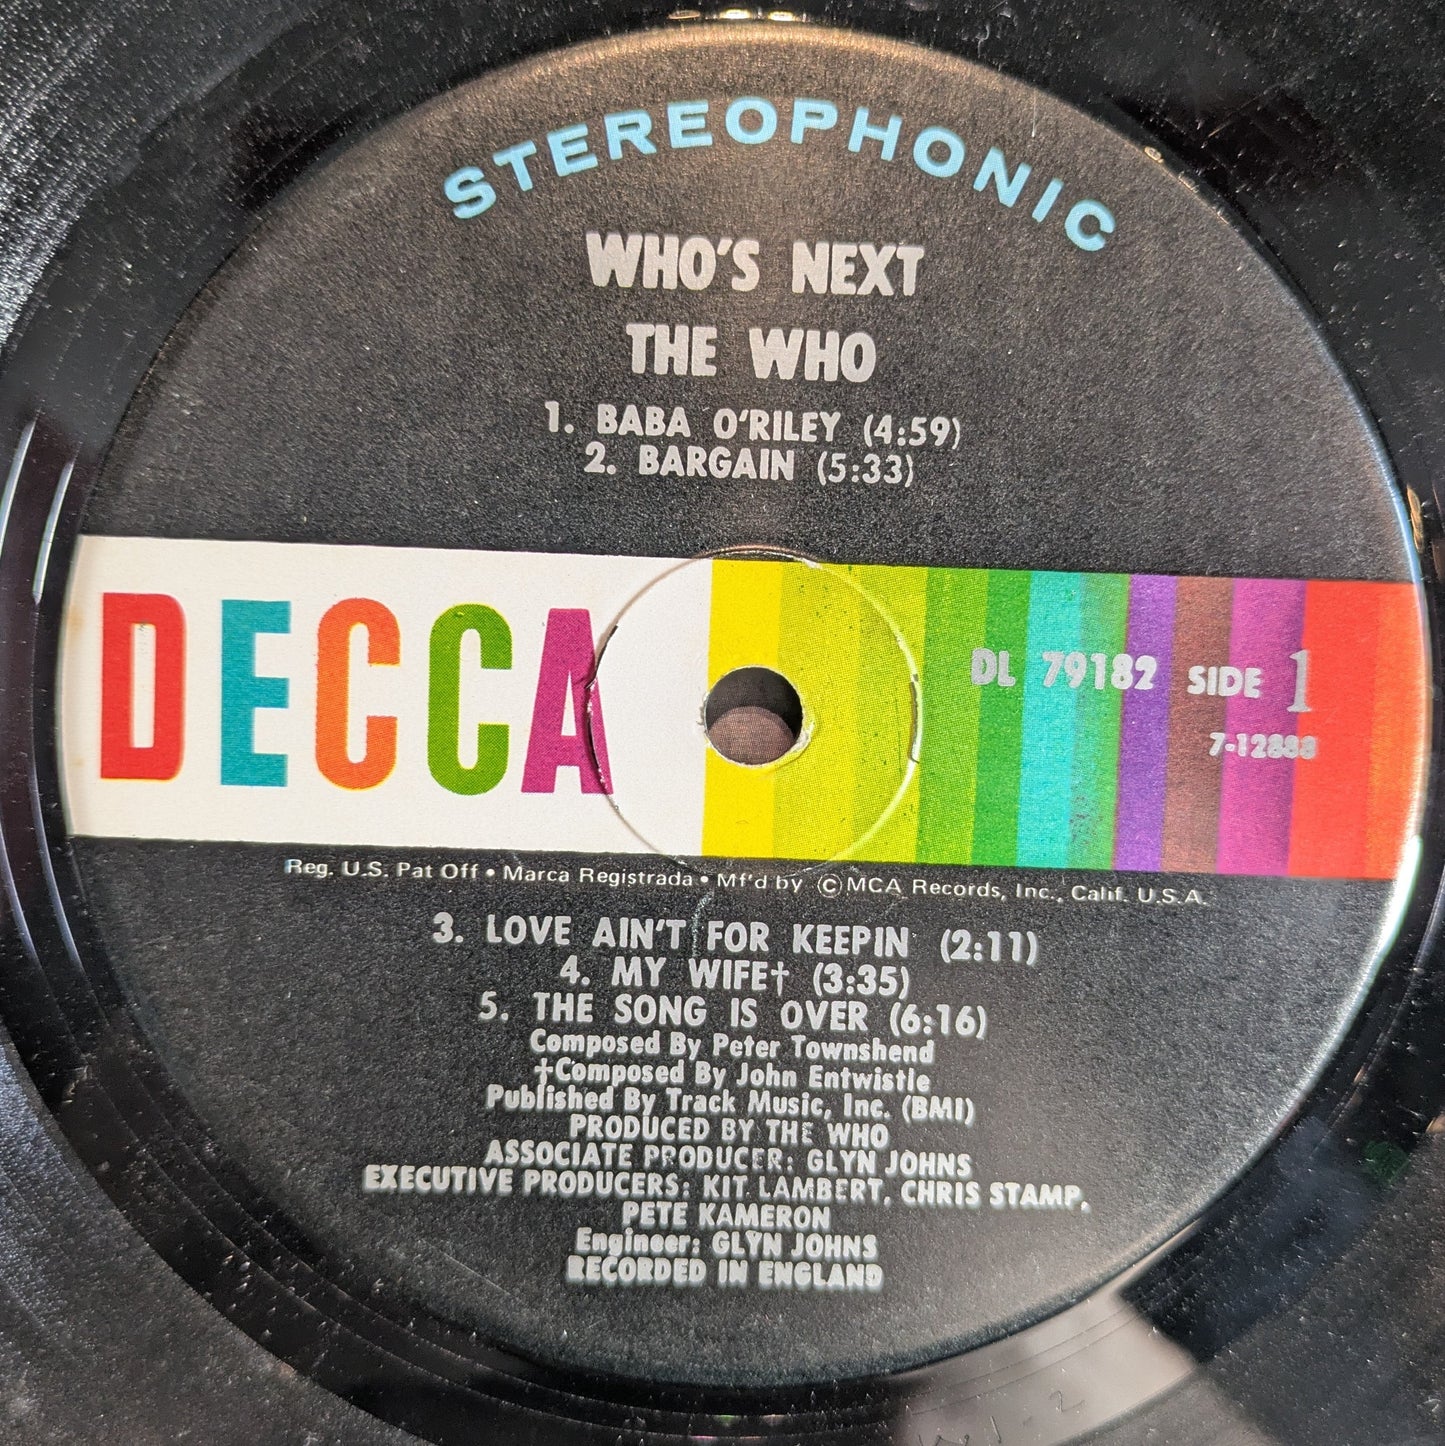 STEREOPHONIC
WHO'S NEXT
THE WHO
1. BABA O'RILEY (4:59)
2. BARGAIN (5:33)
DECCA
DL 79182 SIDE 1
7-12888
Reg. U.S. Pat Off • Marca Registrada • Mf'd by ©MCA Records, Inc., Calif. U.S.A.
3. LOVE AIN'T FOR KEEPIN (2:11)
4. MY WIFE† (3:35)
5. THE SONG IS OVER (6:16)
Composed By Peter Townshend
†Composed By John Entwistle
Published By Track Music, Inc. (BMI)
PRODUCED BY THE WHO
ASSOCIATE PRODUCER: GLYN JOHNS
EXECUTIVE PRODUCERS: KIT LAMBERT, CHRIS STAMP,
PETE KAMERON
Engineer: GLYN JOHNS
RECORDED IN ENGLAND